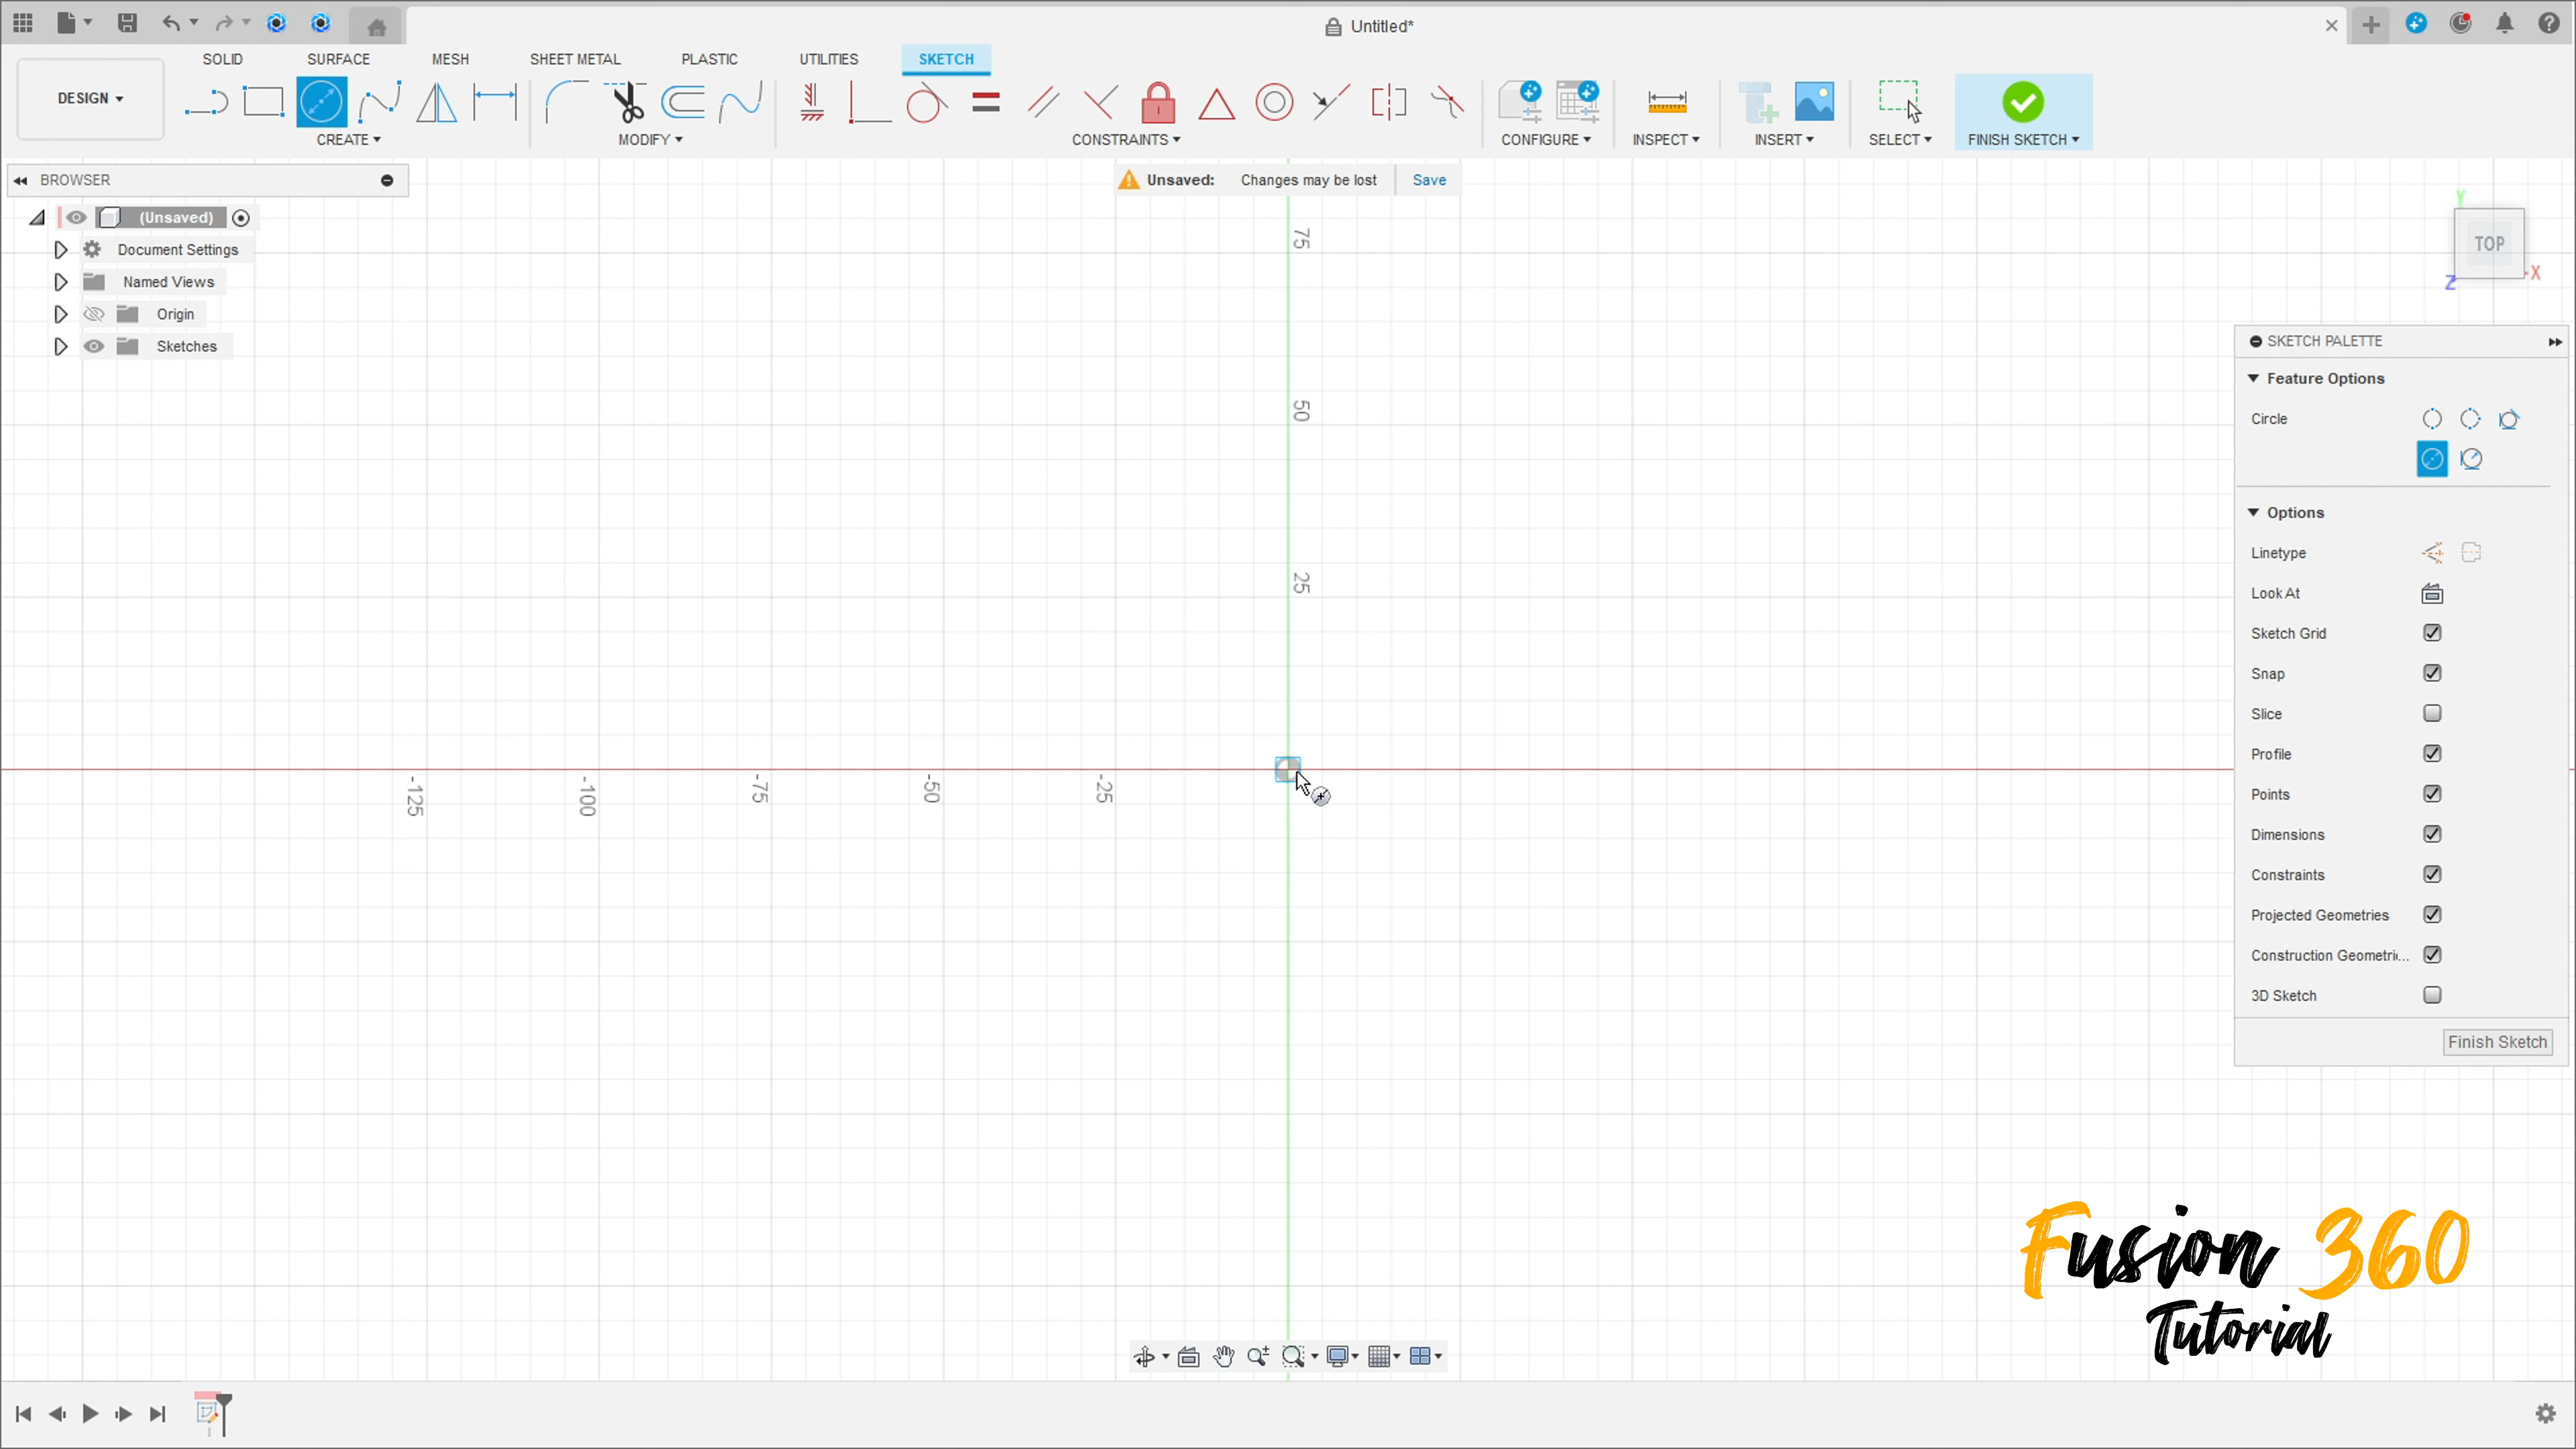 Untitled*
SOLID SURFACE MESH SHEET METAL PLASTIC UTILITIES SKETCH
DESIGN
CREATE MODIFY CONSTRAINTS CONFIGURE INSPECT INSERT SELECT FINISH SKETCH
BROWSER
Unsaved: Changes may be lost Save
(Unsaved)
Document Settings
Named Views
Origin
Sketches
75
50
25
-125
-100
-75
-50
-25
Y
TOP
Z
-X
SKETCH PALETTE
Feature Options
Circle
Options
Linetype
Look At
Sketch Grid
Snap
Slice
Profile
Points
Dimensions
Constraints
Projected Geometries
Construction Geometri...
3D Sketch
Finish Sketch
Fusion 360
Tutorial